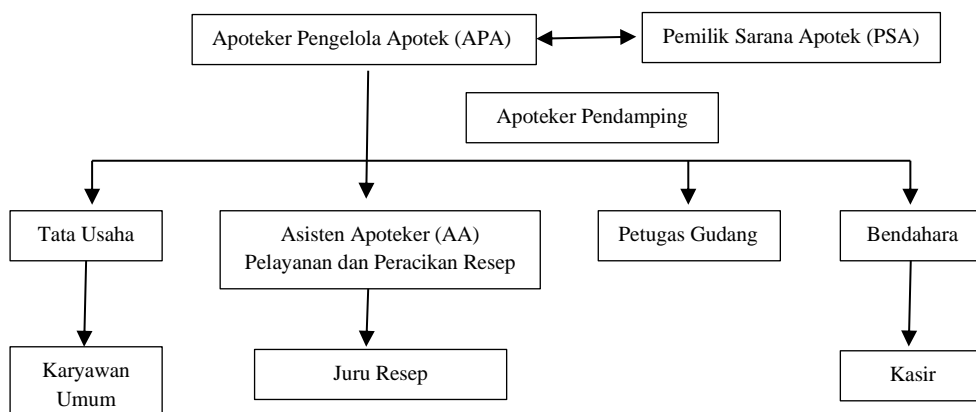 Apoteker Pengelola Apotek (APA)
Pemilik Sarana Apotek (PSA)
Apoteker Pendamping
Tata Usaha
Asisten Apoteker (AA)
Pelayanan dan Peracikan Resep
Petugas Gudang
Bendahara
Karyawan
Umum
Juru Resep
Kasir